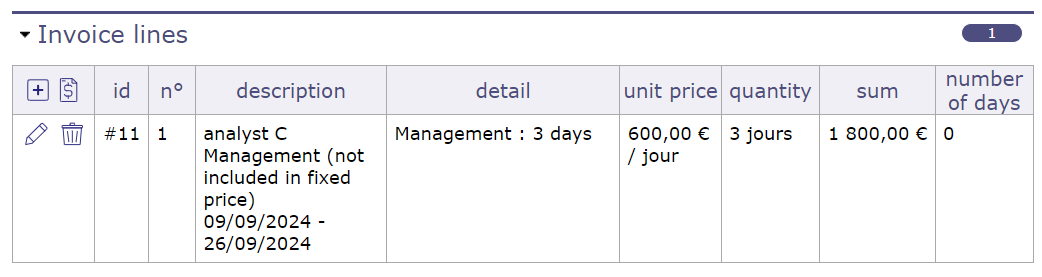 Invoice lines
1
id n° description detail unit price quantity sum number of days
#11 1 analyst C Management : 3 days 600,00 € 3 jours 1 800,00 € 0
Management (not / jour
included in fixed
price)
09/09/2024 -
26/09/2024